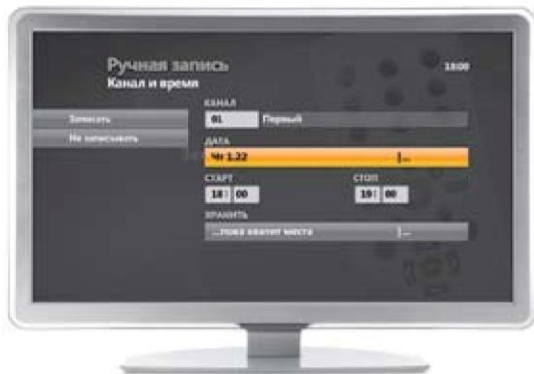 Ручная запись
Канал и время
18:00
Записать
Не записывать
КАНАЛ
01 Первый
ДАТА
Чт 1.22 |...
СТАРТ СТОП
18: 00 19: 00
ХРАНИТЬ
...пока хватит места |...